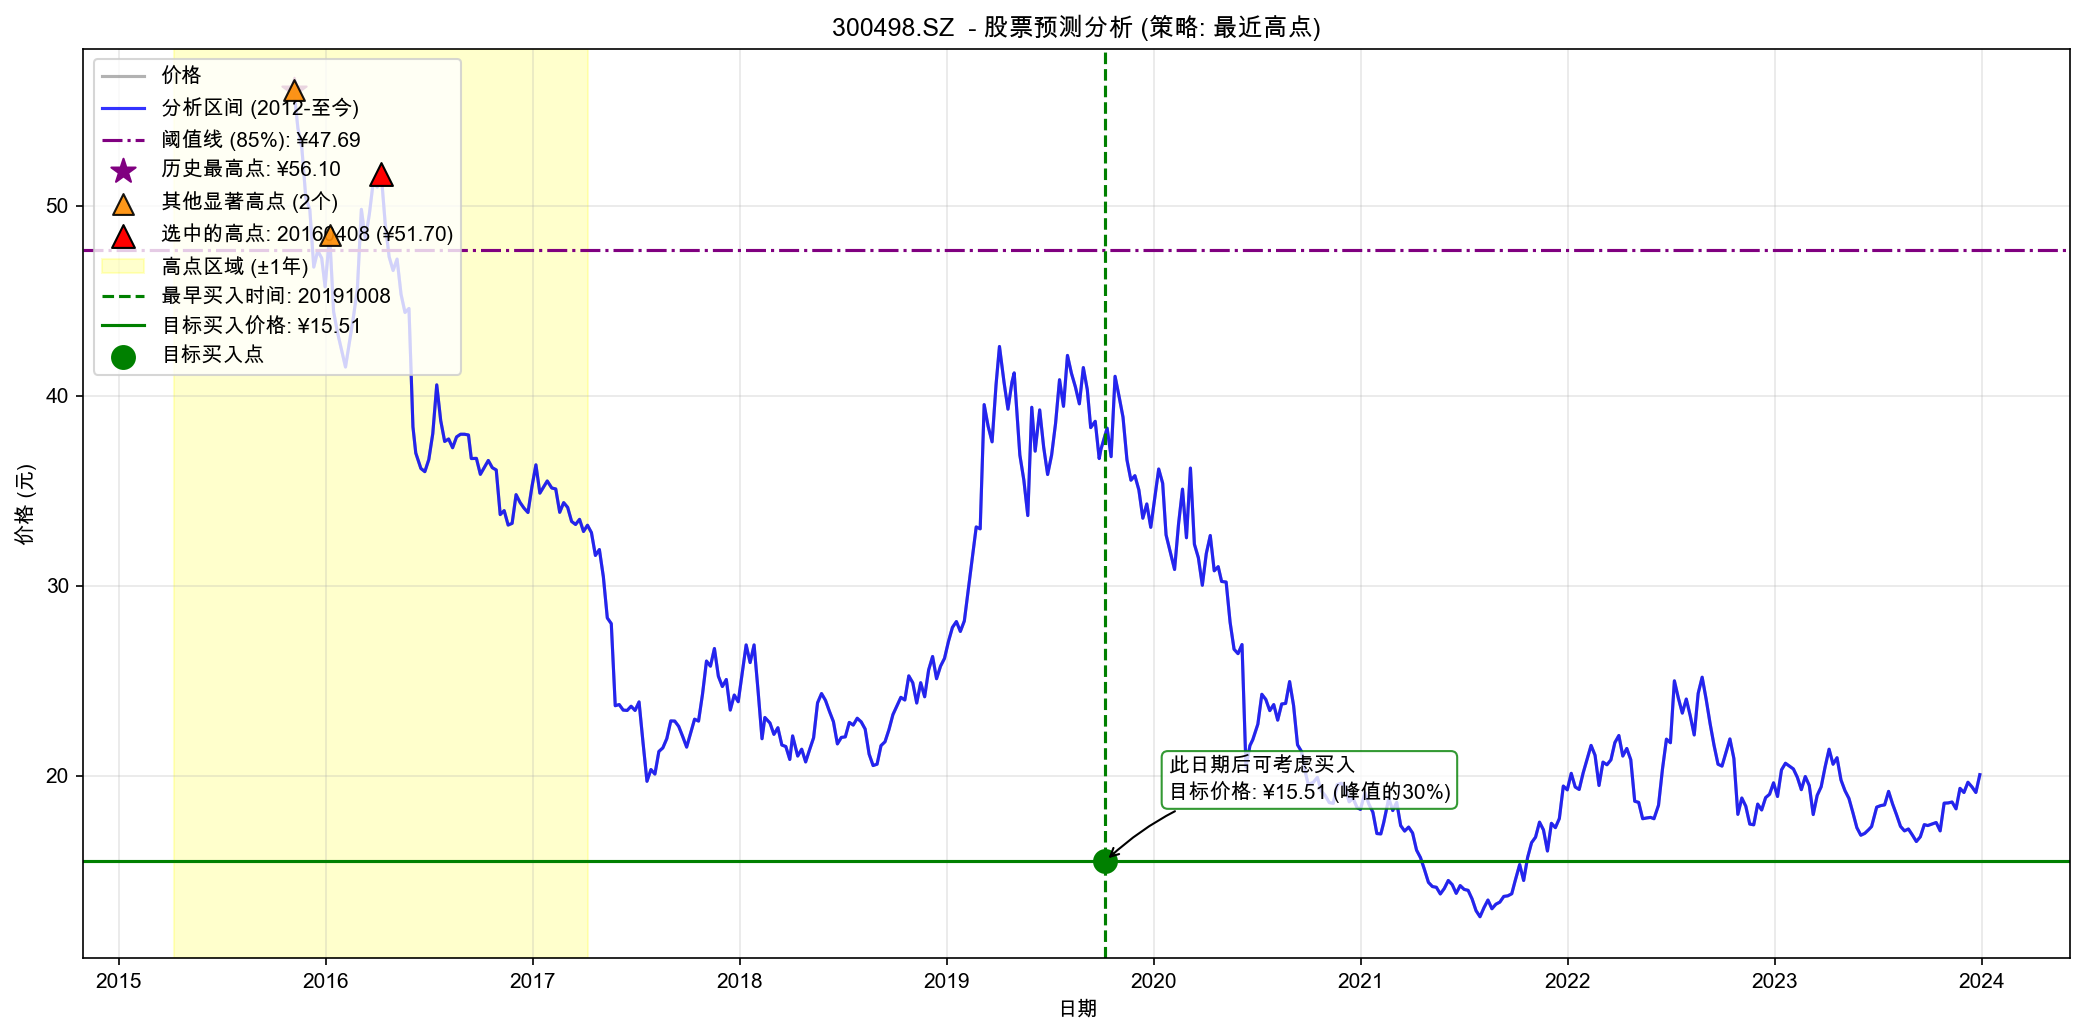 300498.SZ - 股票预测分析 (策略: 最近高点)
价格
分析区间 (2012-至今)
阈值线 (85%): ¥47.69
历史最高点: ¥56.10
其他显著高点 (2个)
选中的高点: 20160408 (¥51.70)
高点区域 (±1年)
最早买入时间: 20191008
目标买入价格: ¥15.51
目标买入点
50
40
30
20
价格 (元)
此日期后可考虑买入
目标价格: ¥15.51 (峰值的30%)
2015
2016
2017
2018
2019
2020
2021
2022
2023
2024
日期